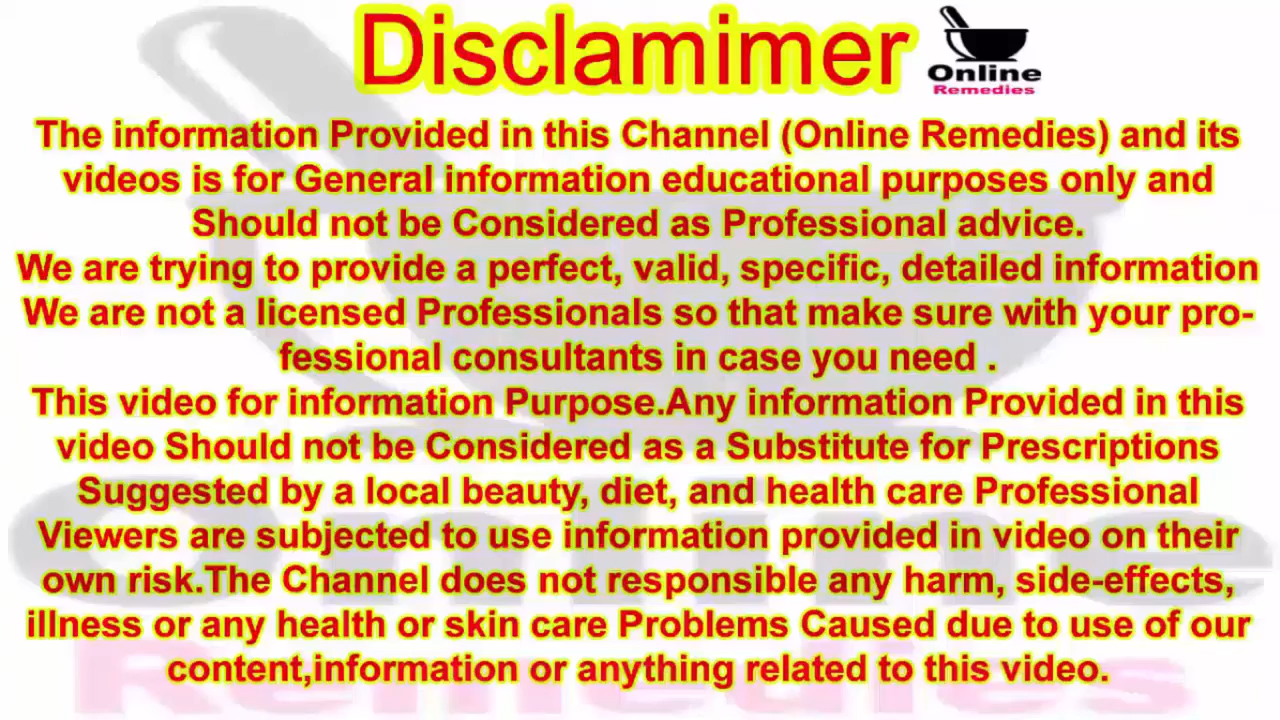 Disclamimer
Online
Remedies
The information Provided in this Channel (Online Remedies) and its
videos is for General information educational purposes only and
Should not be Considered as Professional advice.
We are trying to provide a perfect, valid, specific, detailed information
We are not a licensed Professionals so that make sure with your pro-
fessional consultants in case you need .
This video for information Purpose.Any information Provided in this
video Should not be Considered as a Substitute for Prescriptions
Suggested by a local beauty, diet, and health care Professional
Viewers are subjected to use information provided in video on their
own risk.The Channel does not responsible any harm, side-effects,
illness or any health or skin care Problems Caused due to use of our
content,information or anything related to this video.
Online
Remedies